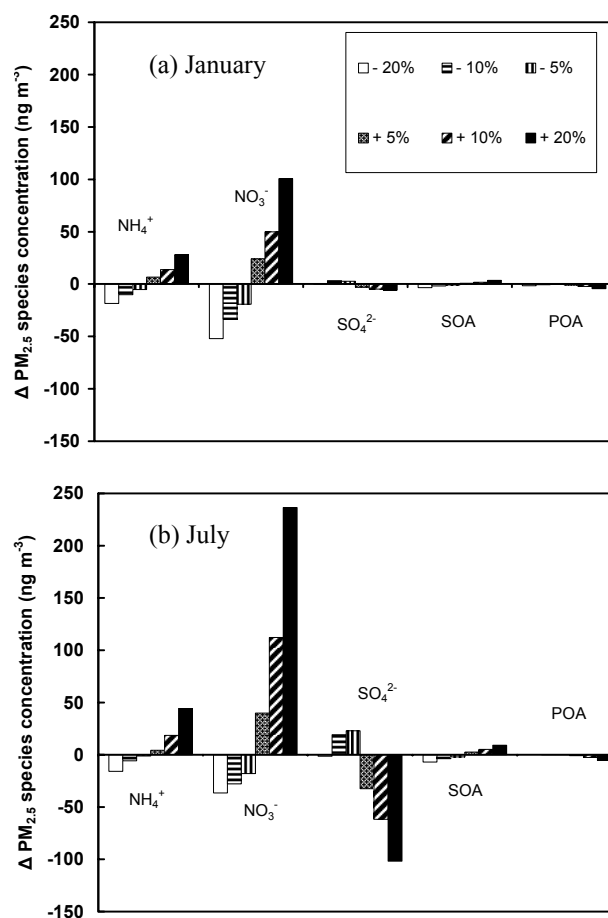 250
(a) January
- 20% - 10% - 5%
200
150
+ 5% + 10% + 20%
100
NO₃⁻
NH₄⁺
50
0
-50
SO₄²⁻ SOA POA
-100
-150
Δ PM₂.₅ species concentration (ng m⁻³)
250
(b) July
200
150
100
SO₄²⁻
50
POA
0
NH₄⁺ NO₃⁻ SOA
-50
-100
-150
Δ PM₂.₅ species concentration (ng m⁻³)